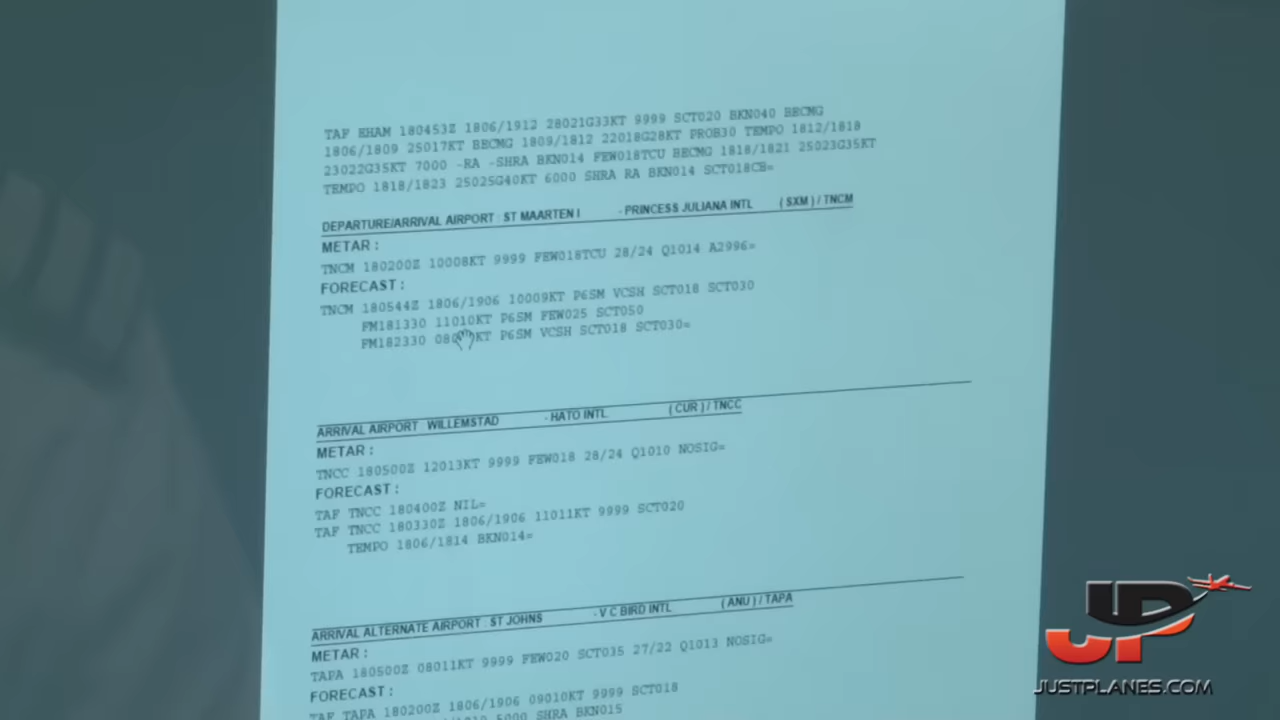 TAF EHAM 180453Z 1806/1912 28021G33KT 9999 SCT020 BKN040 BECMG
1806/1809 25017KT BECMG 1809/1812 22018G28KT PROB30 TEMPO 1812/1818
23022G35KT 7000 -RA -SHRA BKN014 FEW018TCU BECMG 1818/1821 25023G35KT
TEMPO 1818/1823 25025G40KT 6000 SHRA RA BKN014 SCT018CB=
DEPARTURE/ARRIVAL AIRPORT : ST MAARTEN I - PRINCESS JULIANA INTL ( SXM ) / TNCM
METAR :
TNCM 180200Z 10008KT 9999 FEW018TCU 28/24 Q1014 A2996=
FORECAST :
TNCM 180544Z 1806/1906 10009KT P6SM VCSH SCT018 SCT030
FM181330 11010KT P6SM FEW025 SCT050
FM182330 P6SM VCSH SCT018 SCT030=
ARRIVAL AIRPORT WILLEMSTAD - HATO INTL ( CUR ) / TNCC
METAR :
TNCC 180500Z 12013KT 9999 FEW018 28/24 Q1010 NOSIG=
FORECAST :
TAF TNCC 180400Z NIL=
TAF TNCC 180330Z 1806/1906 11011KT 9999 SCT020
TEMPO 1806/1814 BKN014=
ARRIVAL ALTERNATE AIRPORT : ST JOHNS - V C BIRD INTL ( ANU ) / TAPA
METAR :
TAPA 180500Z 08011KT 9999 FEW020 SCT035 27/22 Q1013 NOSIG=
FORECAST :
TAF TAPA 180200Z 1806/1906 09010KT 9999 SCT018
5000 SHRA BKN015
JP
JUSTPLANES.COM